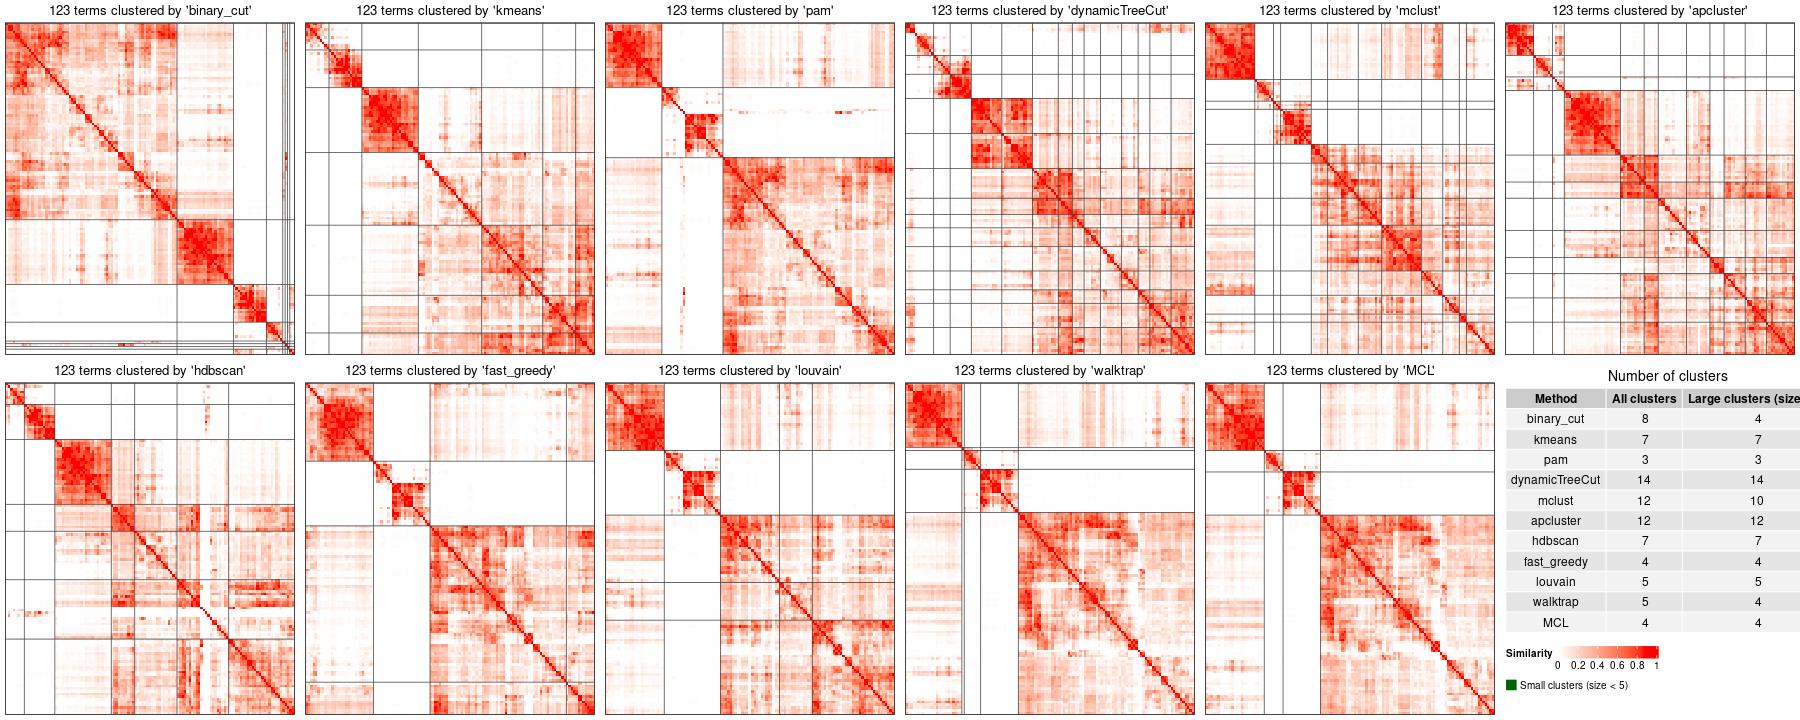 123 terms clustered by 'binary_cut'
123 terms clustered by 'kmeans'
123 terms clustered by 'pam'
123 terms clustered by 'dynamicTreeCut'
123 terms clustered by 'mclust'
123 terms clustered by 'apcluster'
123 terms clustered by 'hdbscan'
123 terms clustered by 'fast_greedy'
123 terms clustered by 'louvain'
123 terms clustered by 'walktrap'
123 terms clustered by 'MCL'
Number of clusters
Method All clusters Large clusters (size
binary_cut 8 4
kmeans 7 7
pam 3 3
dynamicTreeCut 14 14
mclust 12 10
apcluster 12 12
hdbscan 7 7
fast_greedy 4 4
louvain 5 5
walktrap 5 4
MCL 4 4
Similarity
0 0.2 0.4 0.6 0.8 1
Small clusters (size < 5)